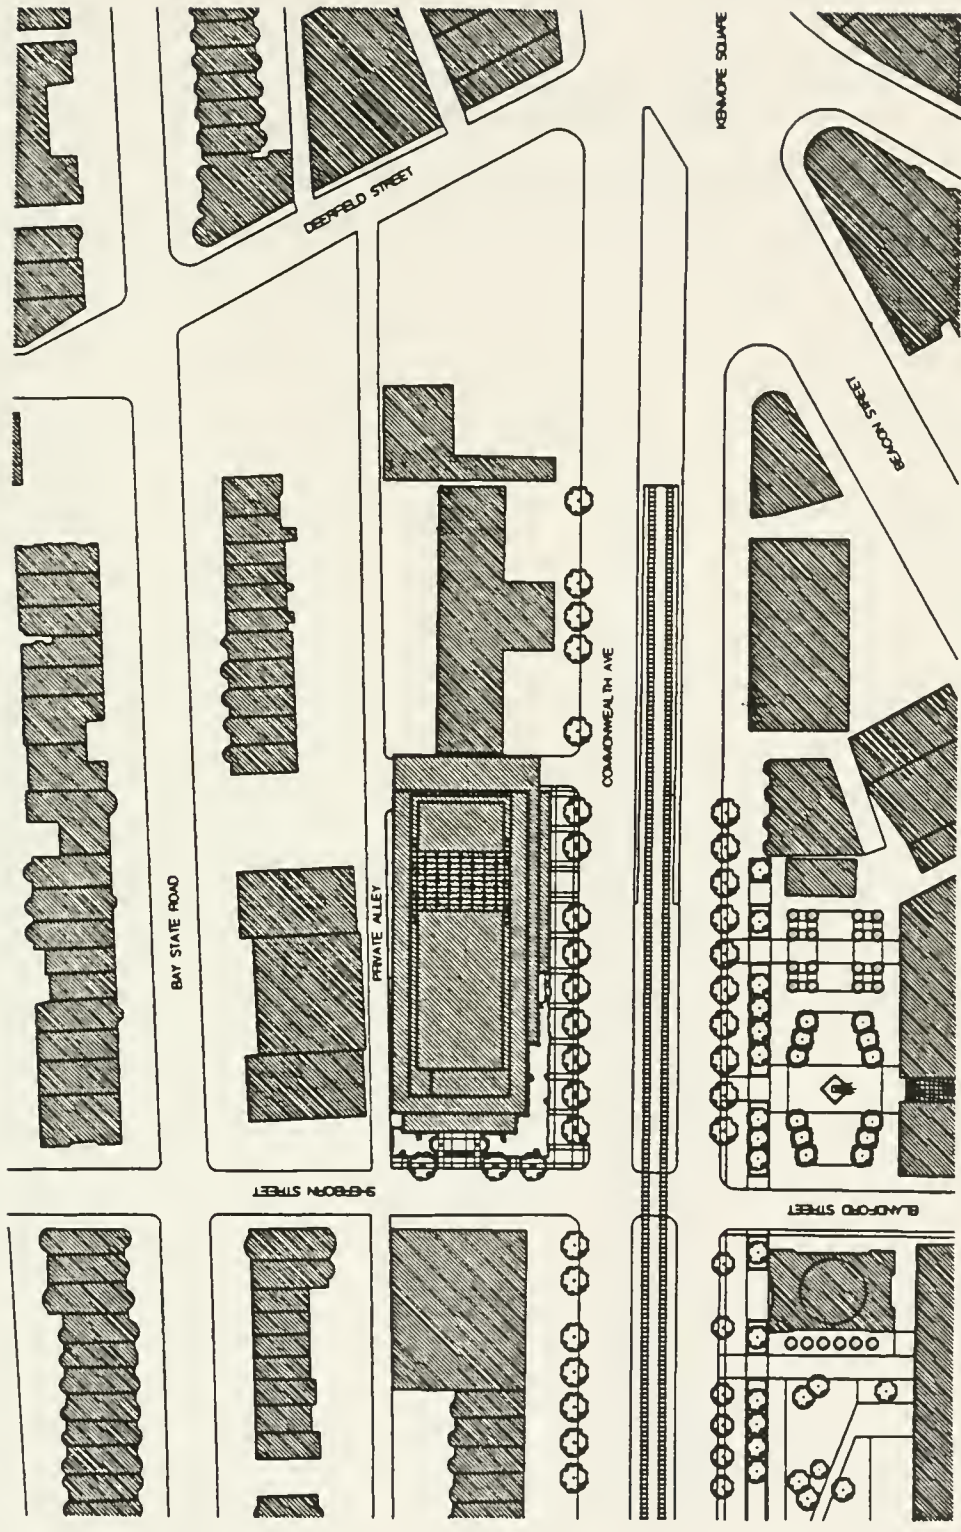 KENMORE SQUARE
DEERFIELD STREET
BEACON STREET
COMMONWEALTH AVE
BAY STATE ROAD
PRIVATE ALLEY
SHERBORN STREET
BLANDFORD STREET